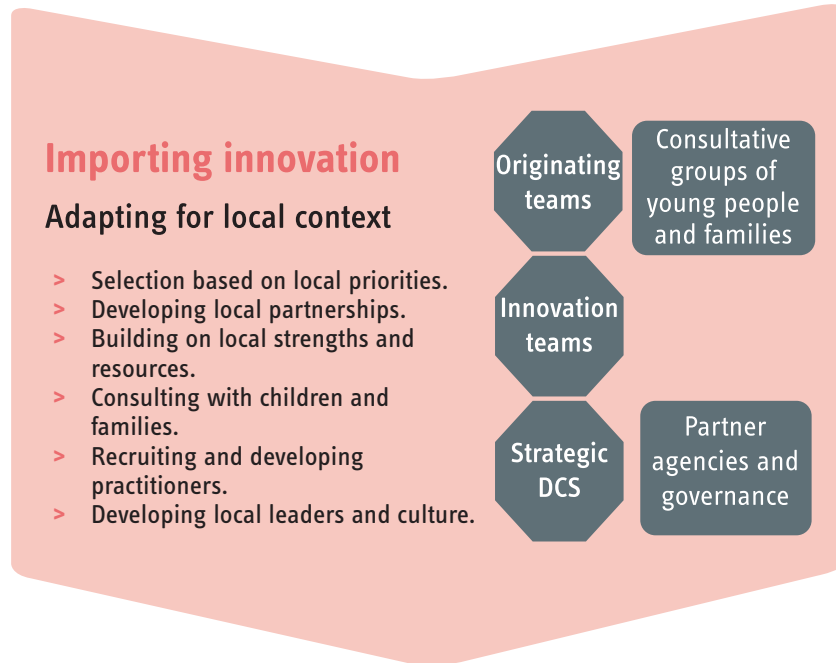 Importing innovation
Adapting for local context
> Selection based on local priorities.
> Developing local partnerships.
> Building on local strengths and
resources.
> Consulting with children and
families.
> Recruiting and developing
practitioners.
> Developing local leaders and culture.
Originating
teams
Consultative
groups of
young people
and families
Innovation
teams
Strategic
DCS
Partner
agencies and
governance